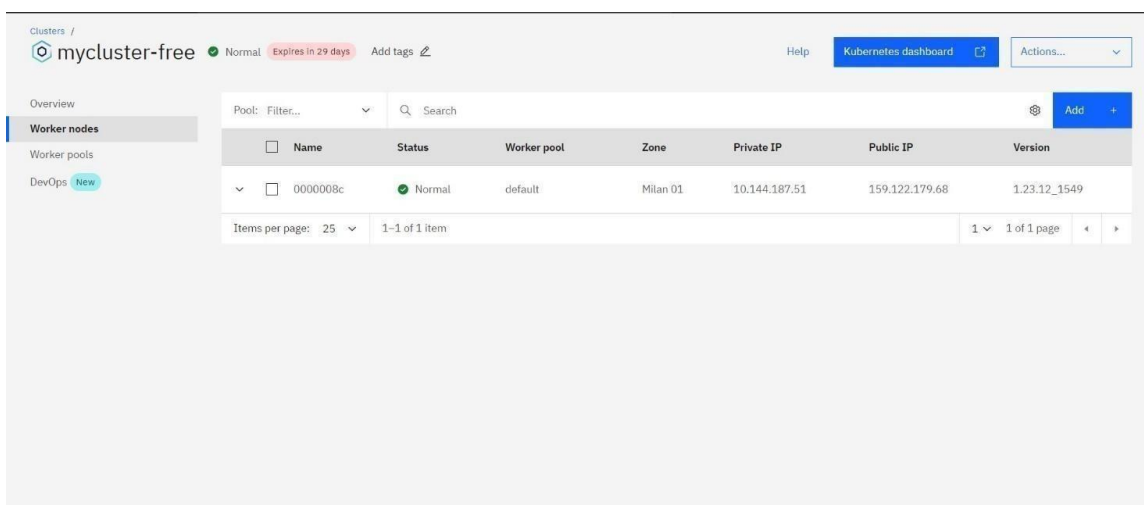 Clusters /
mycluster-free Normal Expires in 29 days Add tags Help Kubernetes dashboard Actions...
Overview
Worker nodes
Worker pools
DevOps New
Pool: Filter... Search Add +
Name Status Worker pool Zone Private IP Public IP Version
0000008c Normal default Milan 01 10.144.187.51 159.122.179.68 1.23.12_1549
Items per page: 25 1–1 of 1 item 1 1 of 1 page